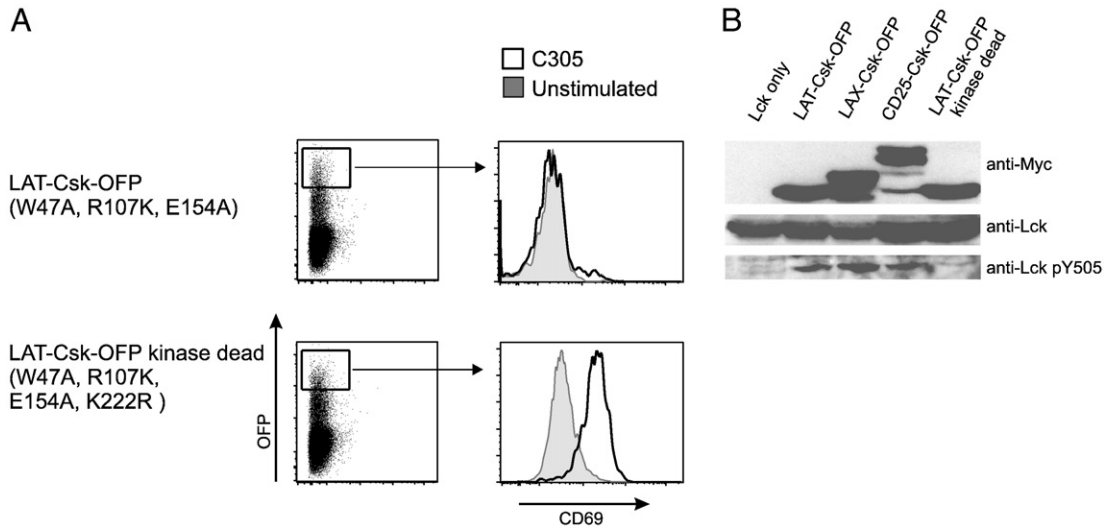 A
C305
Unstimulated
LAT-Csk-OFP
(W47A, R107K, E154A)
LAT-Csk-OFP kinase dead
(W47A, R107K,
E154A, K222R )
OFP
CD69
B
Lck only
LAT-Csk-OFP
LAX-Csk-OFP
CD25-Csk-OFP
LAT-Csk-OFP
kinase dead
anti-Myc
anti-Lck
anti-Lck pY505